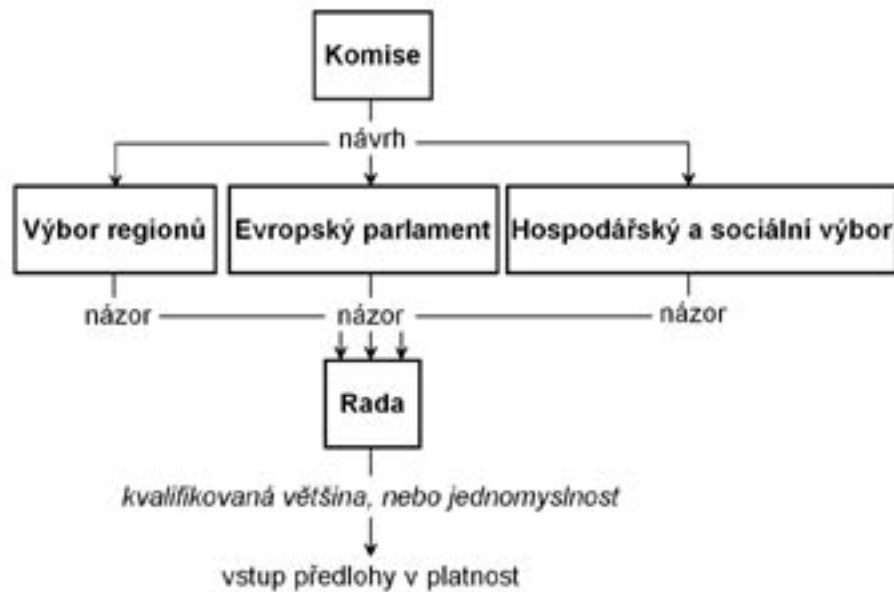 Komise
návrh
Výbor regionů
Evropský parlament
Hospodářský a sociální výbor
názor
názor
názor
Rada
kvalifikovaná většina, nebo jednomyslnost
vstup předlohy v platnost